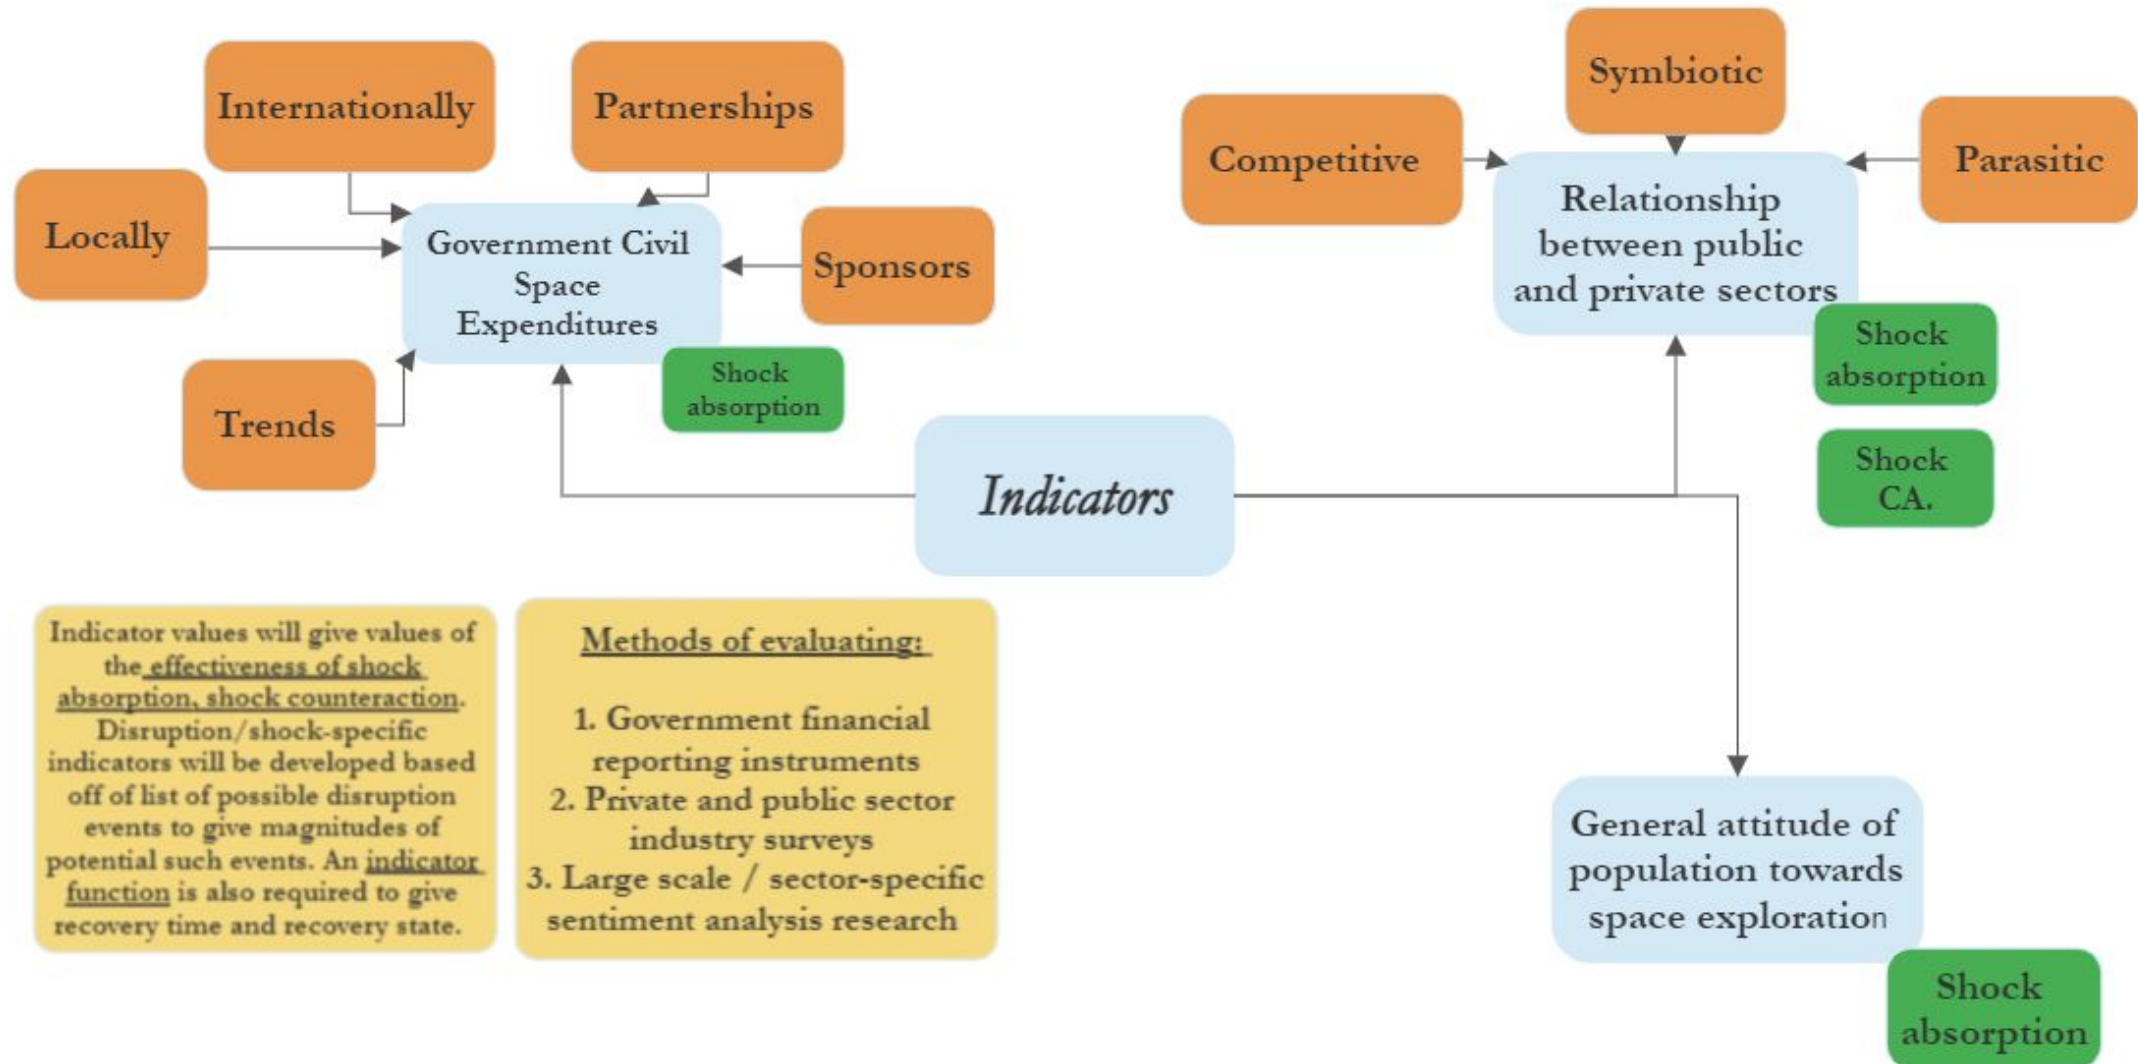 Internationally
Partnerships
Locally
Government Civil
Space
Expenditures
Sponsors
Trends
Shock
absorption
Symbiotic
Competitive
Parasitic
Relationship
between public
and private sectors
Shock
absorption
Shock
CA.
Indicators
Indicator values will give values of
the effectiveness of shock
absorption, shock counteraction.
Disruption/shock-specific
indicators will be developed based
off of list of possible disruption
events to give magnitudes of
potential such events. An indicator
function is also required to give
recovery time and recovery state.
Methods of evaluating:
1. Government financial
reporting instruments
2. Private and public sector
industry surveys
3. Large scale / sector-specific
sentiment analysis research
General attitude of
population towards
space exploration
Shock
absorption